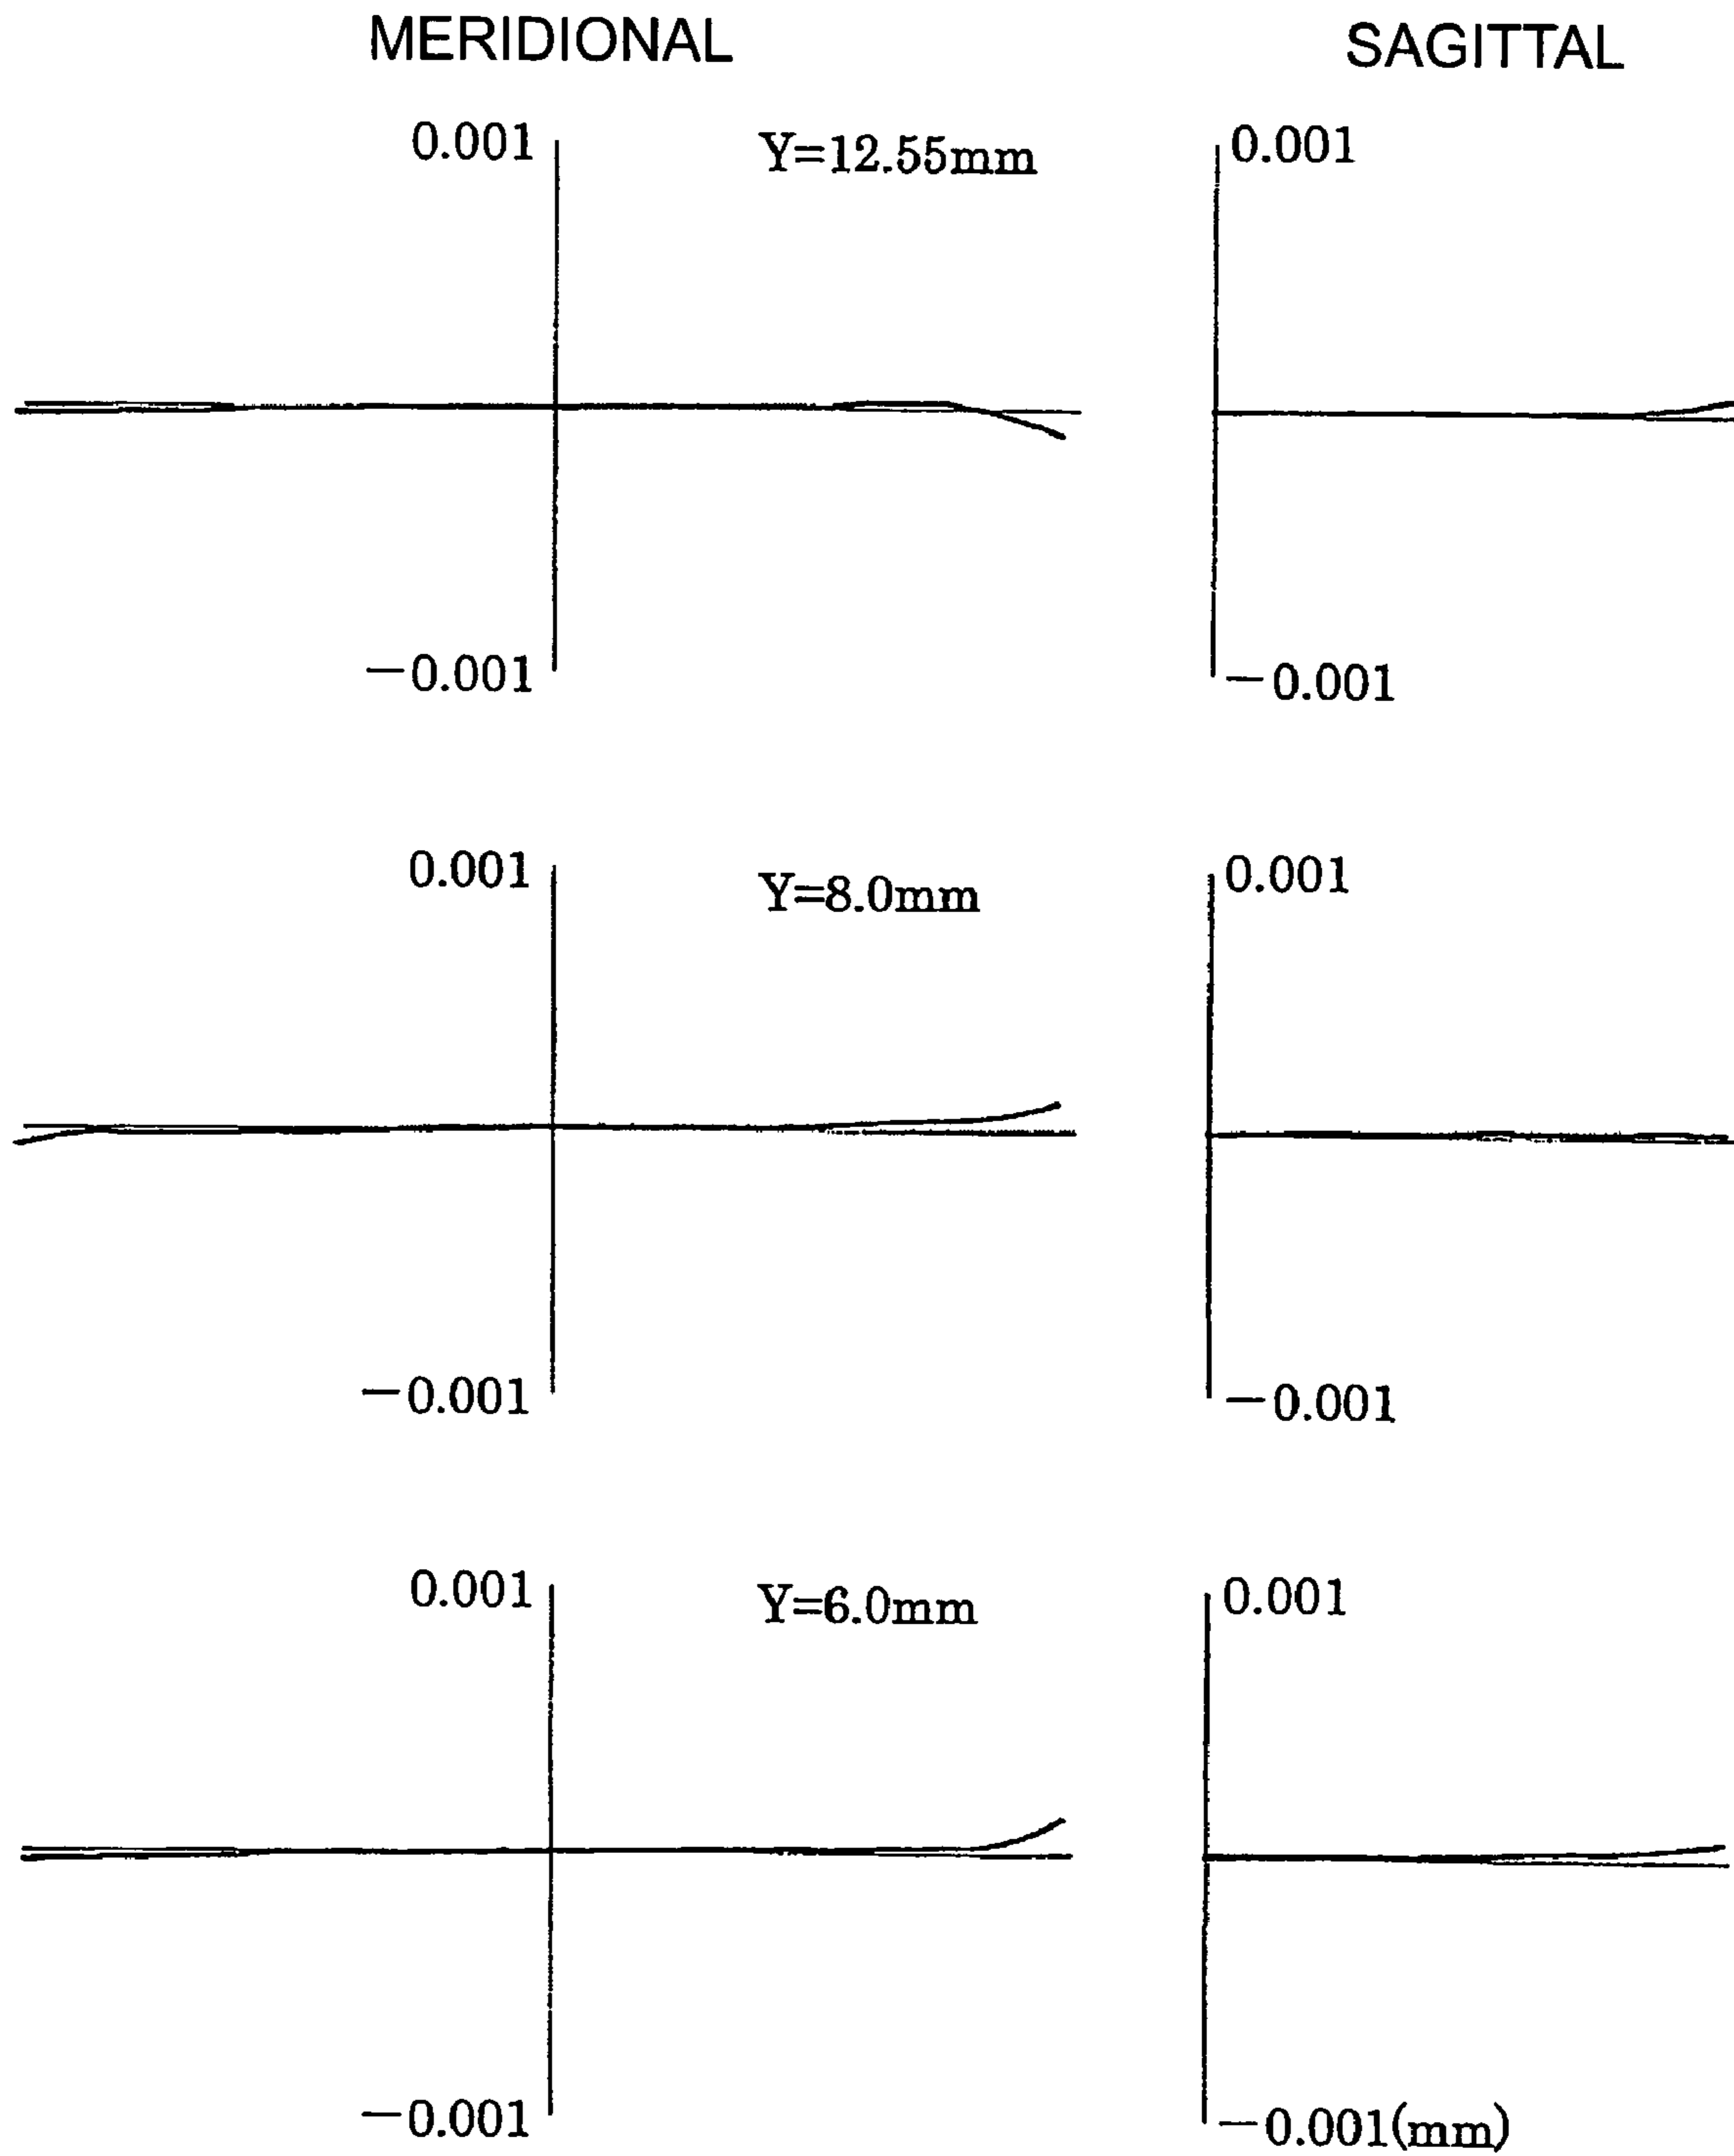 MERIDIONAL SAGITTAL
0.001 Y=12.55mm 0.001
−0.001 −0.001
0.001 Y=8.0mm 0.001
−0.001 −0.001
0.001 Y=6.0mm 0.001
−0.001 −0.001(mm)